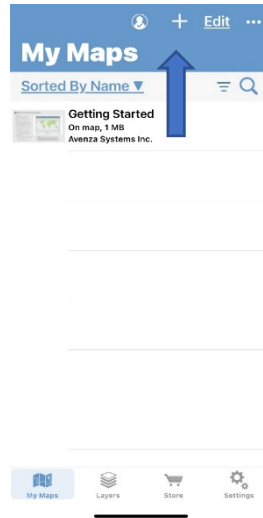 Edit ...
My Maps
Sorted By Name ▼
Getting Started
On map, 1 MB
Avenza Systems Inc.
My Maps Layers Store Settings